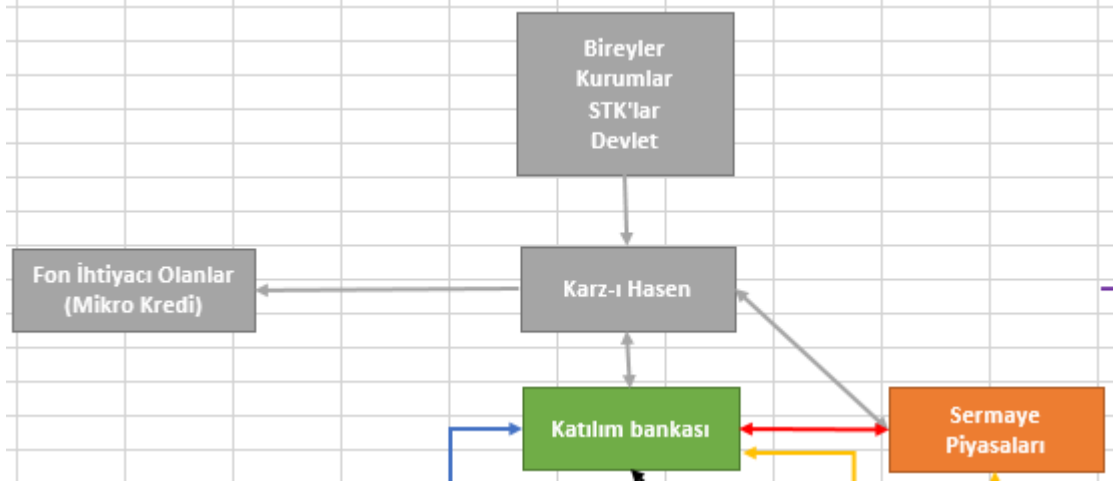 Bireyler
Kurumlar
STK'lar
Devlet
Fon İhtiyacı Olanlar
(Mikro Kredi)
Karz-ı Hasen
Katılım bankası
Sermaye
Piyasaları